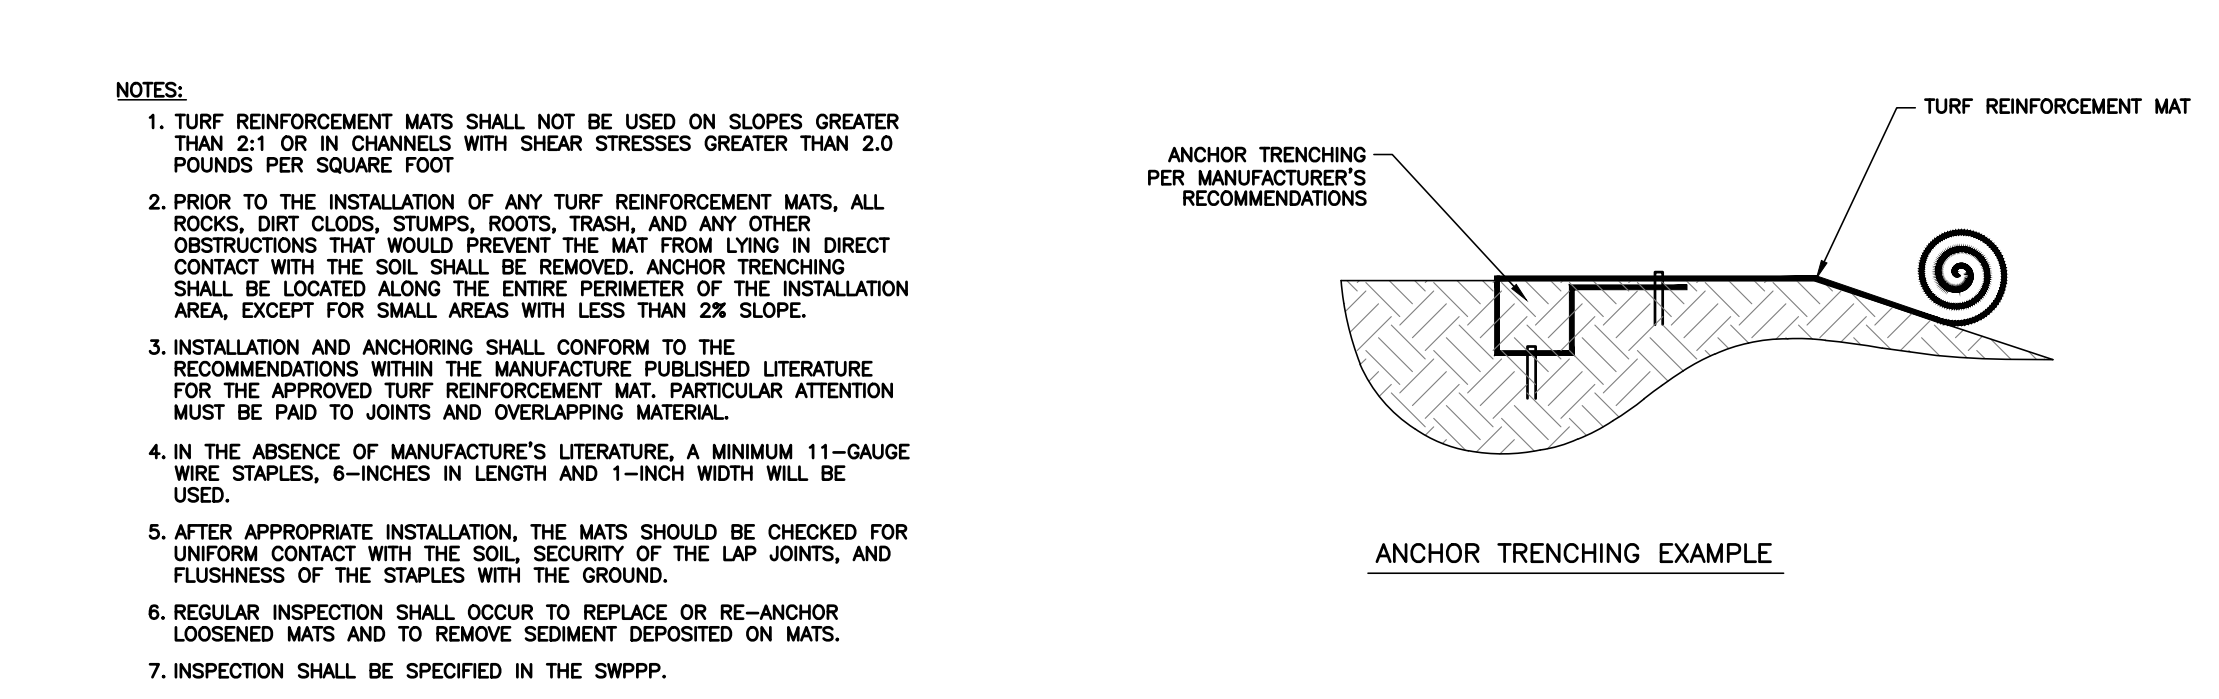 NOTES:
1. TURF REINFORCEMENT MATS SHALL NOT BE USED ON SLOPES GREATER
THAN 2:1 OR IN CHANNELS WITH SHEAR STRESSES GREATER THAN 2.0
POUNDS PER SQUARE FOOT
2. PRIOR TO THE INSTALLATION OF ANY TURF REINFORCEMENT MATS, ALL
ROCKS, DIRT CLODS, STUMPS, ROOTS, TRASH, AND ANY OTHER
OBSTRUCTIONS THAT WOULD PREVENT THE MAT FROM LYING IN DIRECT
CONTACT WITH THE SOIL SHALL BE REMOVED. ANCHOR TRENCHING
SHALL BE LOCATED ALONG THE ENTIRE PERIMETER OF THE INSTALLATION
AREA, EXCEPT FOR SMALL AREAS WITH LESS THAN 2% SLOPE.
3. INSTALLATION AND ANCHORING SHALL CONFORM TO THE
RECOMMENDATIONS WITHIN THE MANUFACTURE PUBLISHED LITERATURE
FOR THE APPROVED TURF REINFORCEMENT MAT. PARTICULAR ATTENTION
MUST BE PAID TO JOINTS AND OVERLAPPING MATERIAL.
4. IN THE ABSENCE OF MANUFACTURE'S LITERATURE, A MINIMUM 11-GAUGE
WIRE STAPLES, 6-INCHES IN LENGTH AND 1-INCH WIDTH WILL BE
USED.
5. AFTER APPROPRIATE INSTALLATION, THE MATS SHOULD BE CHECKED FOR
UNIFORM CONTACT WITH THE SOIL, SECURITY OF THE LAP JOINTS, AND
FLUSHNESS OF THE STAPLES WITH THE GROUND.
6. REGULAR INSPECTION SHALL OCCUR TO REPLACE OR RE-ANCHOR
LOOSENED MATS AND TO REMOVE SEDIMENT DEPOSITED ON MATS.
7. INSPECTION SHALL BE SPECIFIED IN THE SWPPP.
TURF REINFORCEMENT MAT
ANCHOR TRENCHING
PER MANUFACTURER'S
RECOMMENDATIONS
ANCHOR TRENCHING EXAMPLE